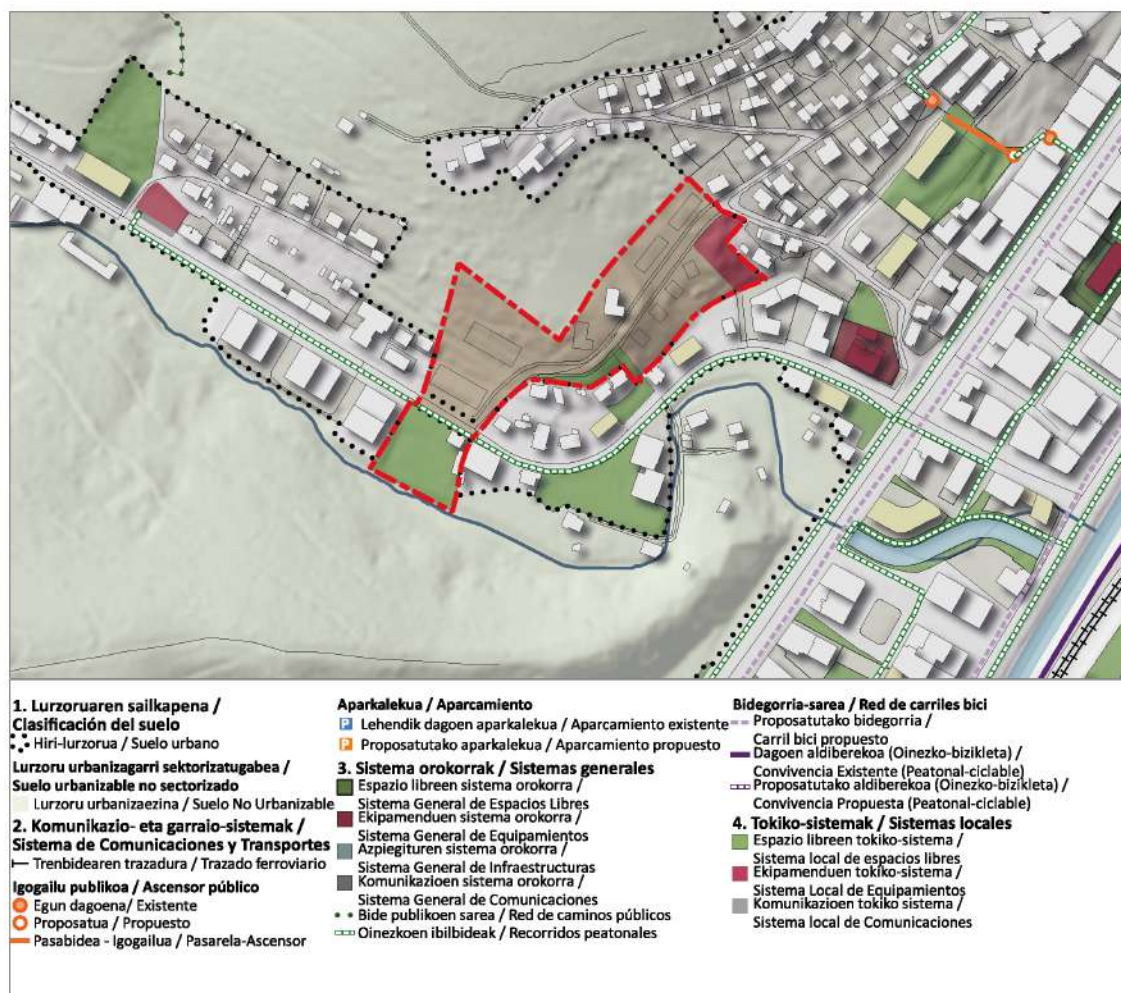 1. Lurzoruaren sailkapena /
Clasificación del suelo
Hiri-lurzorua / Suelo urbano
Lurzoru urbanizagarri sektorizatugabea /
Suelo urbanizable no sectorizado
Lurzoru urbanizaezina / Suelo No Urbanizable
2. Komunikazio- eta garraio-sistemak /
Sistema de Comunicaciones y Transportes
Trenbidearen trazadura / Trazado ferroviario
Igogailu publikoa / Ascensor público
Egun dagoena/ Existente
Proposatua / Propuesto
Pasabidea - Igogailua / Pasarela-Ascensor
Aparkalekua / Aparcamiento
P Lehendik dagoen aparkalekua / Aparcamiento existente
P Proposatutako aparkalekua / Aparcamiento propuesto
3. Sistema orokorrak / Sistemas generales
Espazio libreen sistema orokorra /
Sistema General de Espacios Libres
Ekipamenduen sistema orokorra /
Sistema General de Equipamientos
Azpiegituren sistema orokorra /
Sistema General de Infraestructuras
Komunikazioen sistema orokorra /
Sistema General de Comunicaciones
Bide publikoen sarea / Red de caminos públicos
Oinezkoen ibilbideak / Recorridos peatonales
Bidegorria-sarea / Red de carriles bici
Proposatutako bidegorria /
Carril bici propuesto
Dagoen aldiberekoa (Oinezko-bizikleta) /
Convivencia Existente (Peatonal-ciclable)
Proposatutako aldiberekoa (Oinezko-bizikleta) /
Convivencia Propuesta (Peatonal-ciclable)
4. Tokiko-sistemak / Sistemas locales
Espazio libreen tokiko-sistema /
Sistema local de espacios libres
Ekipamenduen tokiko-sistema /
Sistema Local de Equipamientos
Komunikazioen tokiko sistema /
Sistema local de Comunicaciones